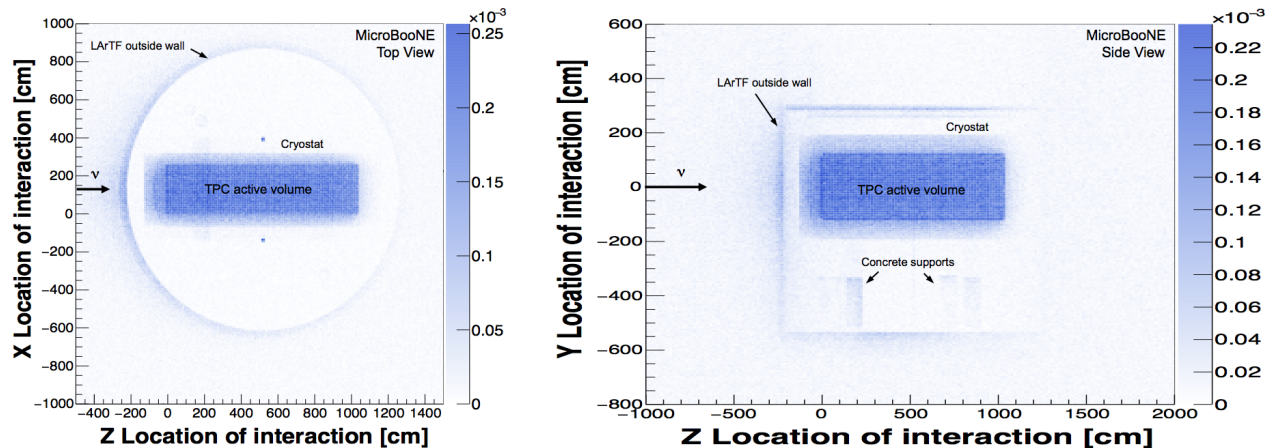 ×10⁻³
MicroBooNE
Top View
LArTF outside wall
Cryostat
TPC active volume
ν
X Location of interaction [cm]
1000
800
600
400
200
0
−200
−400
−600
−800
−1000
−400 −200 0 200 400 600 800 1000 1200 1400
Z Location of interaction [cm]
0.25
0.2
0.15
0.1
0.05
0
×10⁻³
MicroBooNE
Side View
LArTF outside wall
Cryostat
TPC active volume
ν
Concrete supports
Y Location of interaction [cm]
600
400
200
0
−200
−400
−600
−800
−1000 −500 0 500 1000 1500 2000
Z Location of interaction [cm]
0.22
0.2
0.18
0.16
0.14
0.12
0.1
0.08
0.06
0.04
0.02
0